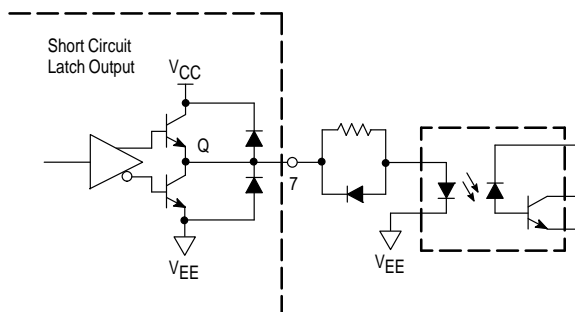 Short Circuit
Latch Output
VCC
Q
7
VEE
VEE